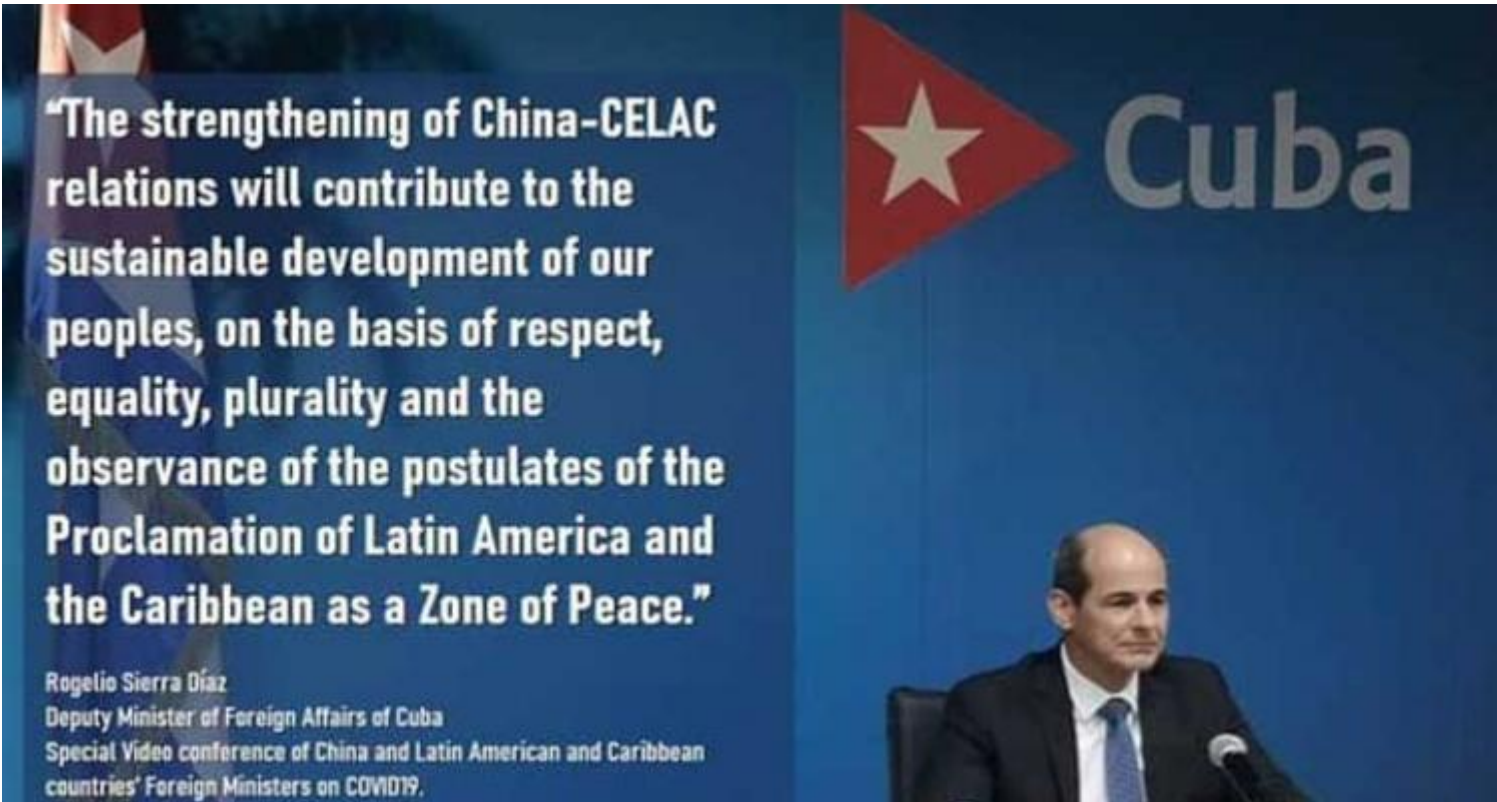 “The strengthening of China-CELAC
relations will contribute to the
sustainable development of our
peoples, on the basis of respect,
equality, plurality and the
observance of the postulates of the
Proclamation of Latin America and
the Caribbean as a Zone of Peace.”
Rogelio Sierra Díaz
Deputy Minister of Foreign Affairs of Cuba
Special Video conference of China and Latin American and Caribbean
countries' Foreign Ministers on COVID19.
Cuba